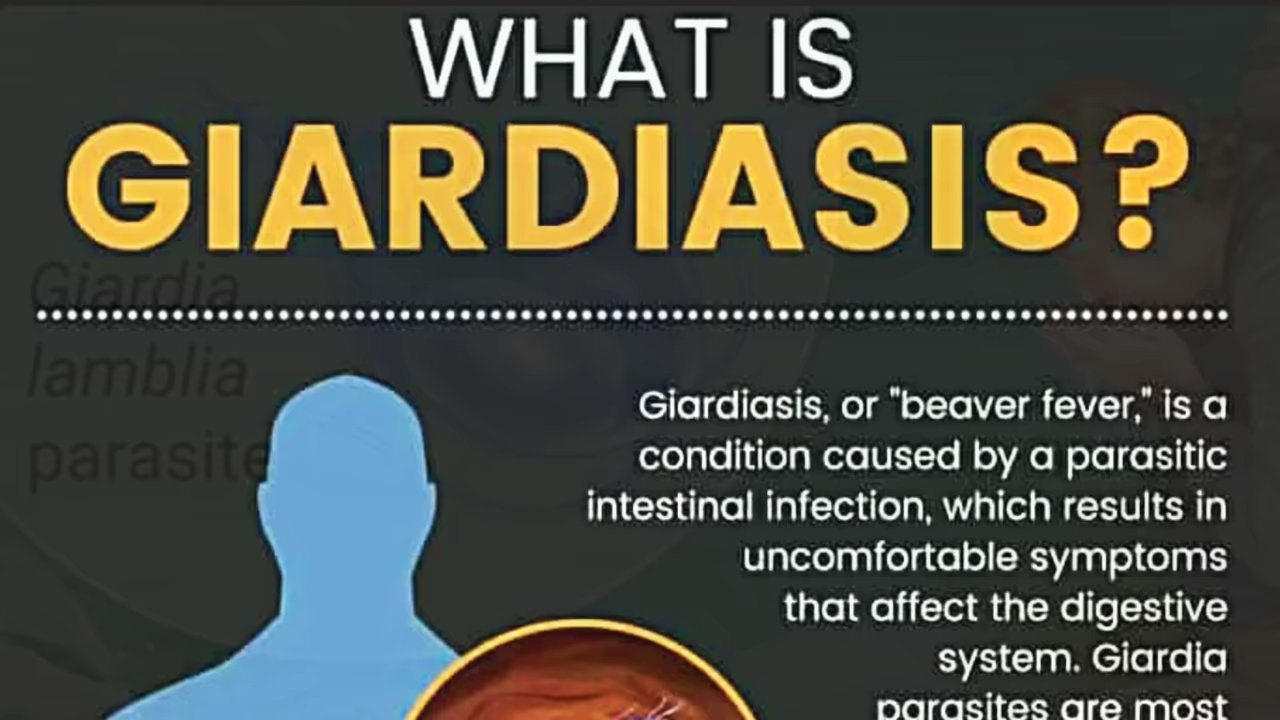 WHAT IS
GIARDIASIS?
Giardia
lamblia
parasite
Giardiasis, or "beaver fever," is a
condition caused by a parasitic
intestinal infection, which results in
uncomfortable symptoms
that affect the digestive
system. Giardia
parasites are most